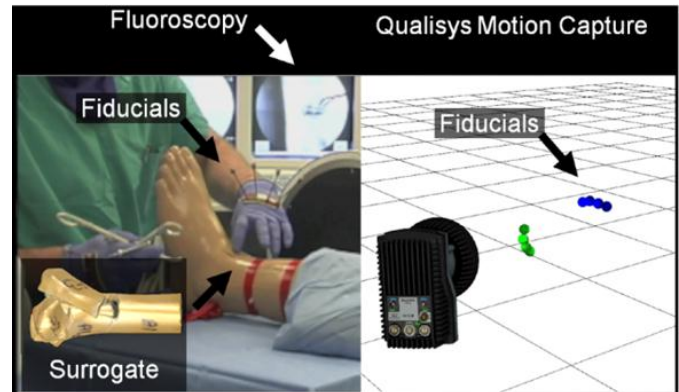 Fluoroscopy
Qualisys Motion Capture
Fiducials
Fiducials
Surrogate